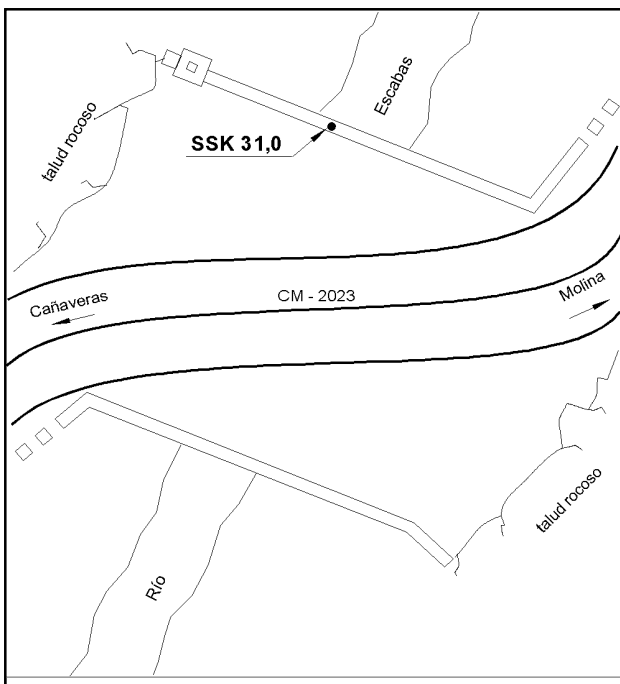 talud rocoso
Escabas
SSK 31,0
Cañaveras
CM - 2023
Molina
talud rocoso
Río